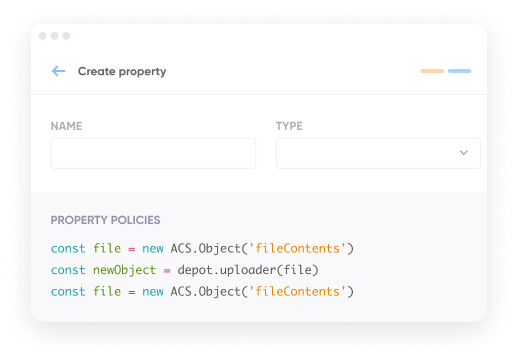 Create property
NAME
TYPE
PROPERTY POLICIES
const file = new ACS.Object('fileContents')
const newObject = depot.uploader(file)
const file = new ACS.Object('fileContents')